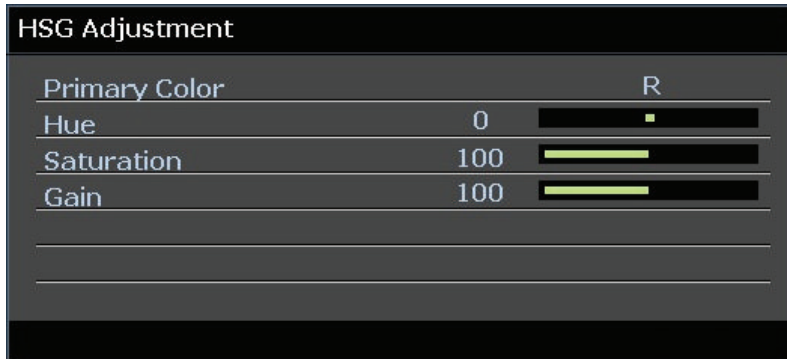 HSG Adjustment
Primary Color R
Hue 0
Saturation 100
Gain 100